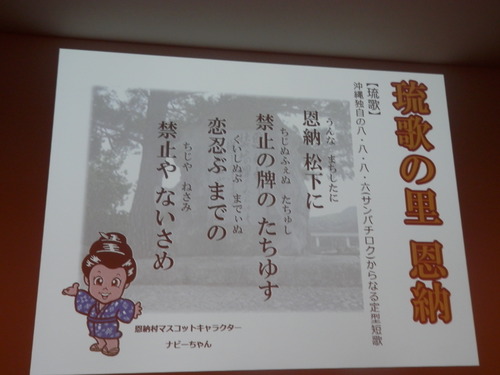 琉歌の里 恩納
【琉歌】
沖縄独自の八・八・八・六(サンパチロク)からなる定型短歌
うんな まちしたに
恩納 松下に
ちじぬふぇぬ たちゅし
禁止の牌の たちゆす
くいしぬぶ までぃぬ
恋忍ぶ までの
ちじや ねさみ
禁止や ないさめ
恩納村マスコットキャラクター
ナビーちゃん